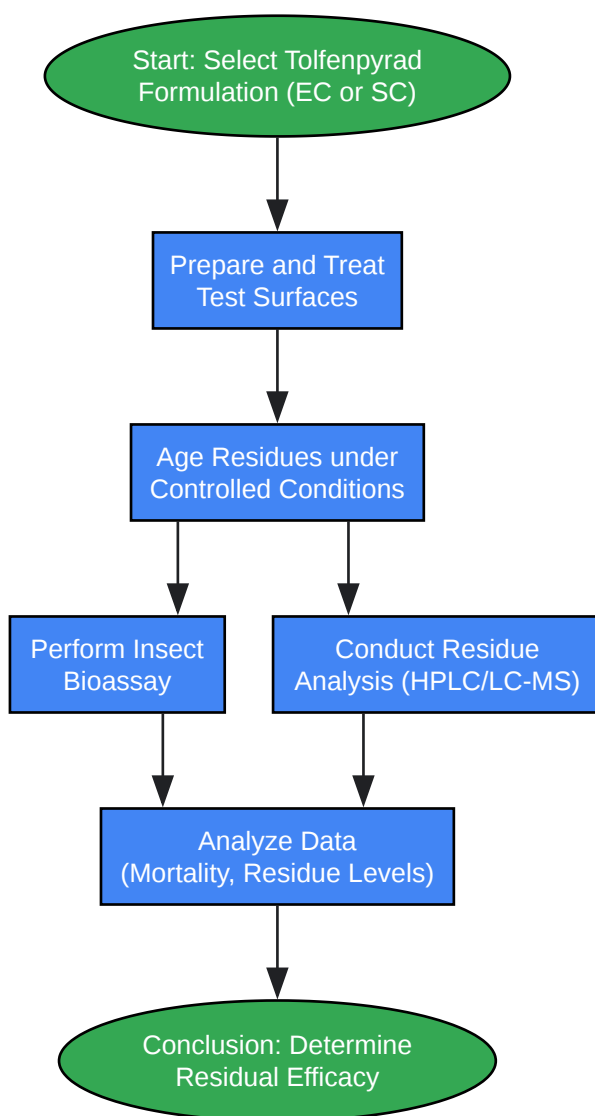 Start: Select Tolfenpyrad
Formulation (EC or SC)
Prepare and Treat
Test Surfaces
Age Residues under
Controlled Conditions
Perform Insect
Bioassay
Conduct Residue
Analysis (HPLC/LC-MS)
Analyze Data
(Mortality, Residue Levels)
Conclusion: Determine
Residual Efficacy